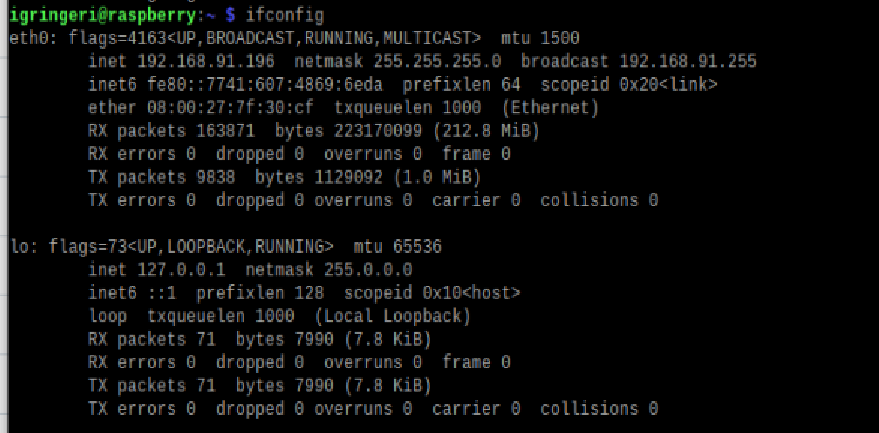 igringeri@raspberry:~ $ ifconfig
eth0: flags=4163<UP,BROADCAST,RUNNING,MULTICAST>  mtu 1500
        inet 192.168.91.196  netmask 255.255.255.0  broadcast 192.168.91.255
        inet6 fe80::7741:607:4869:6eda  prefixlen 64  scopeid 0x20<link>
        ether 08:00:27:7f:30:cf  txqueuelen 1000  (Ethernet)
        RX packets 163871  bytes 223170099 (212.8 MiB)
        RX errors 0  dropped 0  overruns 0  frame 0
        TX packets 9838  bytes 1129092 (1.0 MiB)
        TX errors 0  dropped 0 overruns 0  carrier 0  collisions 0

lo: flags=73<UP,LOOPBACK,RUNNING>  mtu 65536
        inet 127.0.0.1  netmask 255.0.0.0
        inet6 ::1  prefixlen 128  scopeid 0x10<host>
        loop  txqueuelen 1000  (Local Loopback)
        RX packets 71  bytes 7990 (7.8 KiB)
        RX errors 0  dropped 0  overruns 0  frame 0
        TX packets 71  bytes 7990 (7.8 KiB)
        TX errors 0  dropped 0 overruns 0  carrier 0  collisions 0